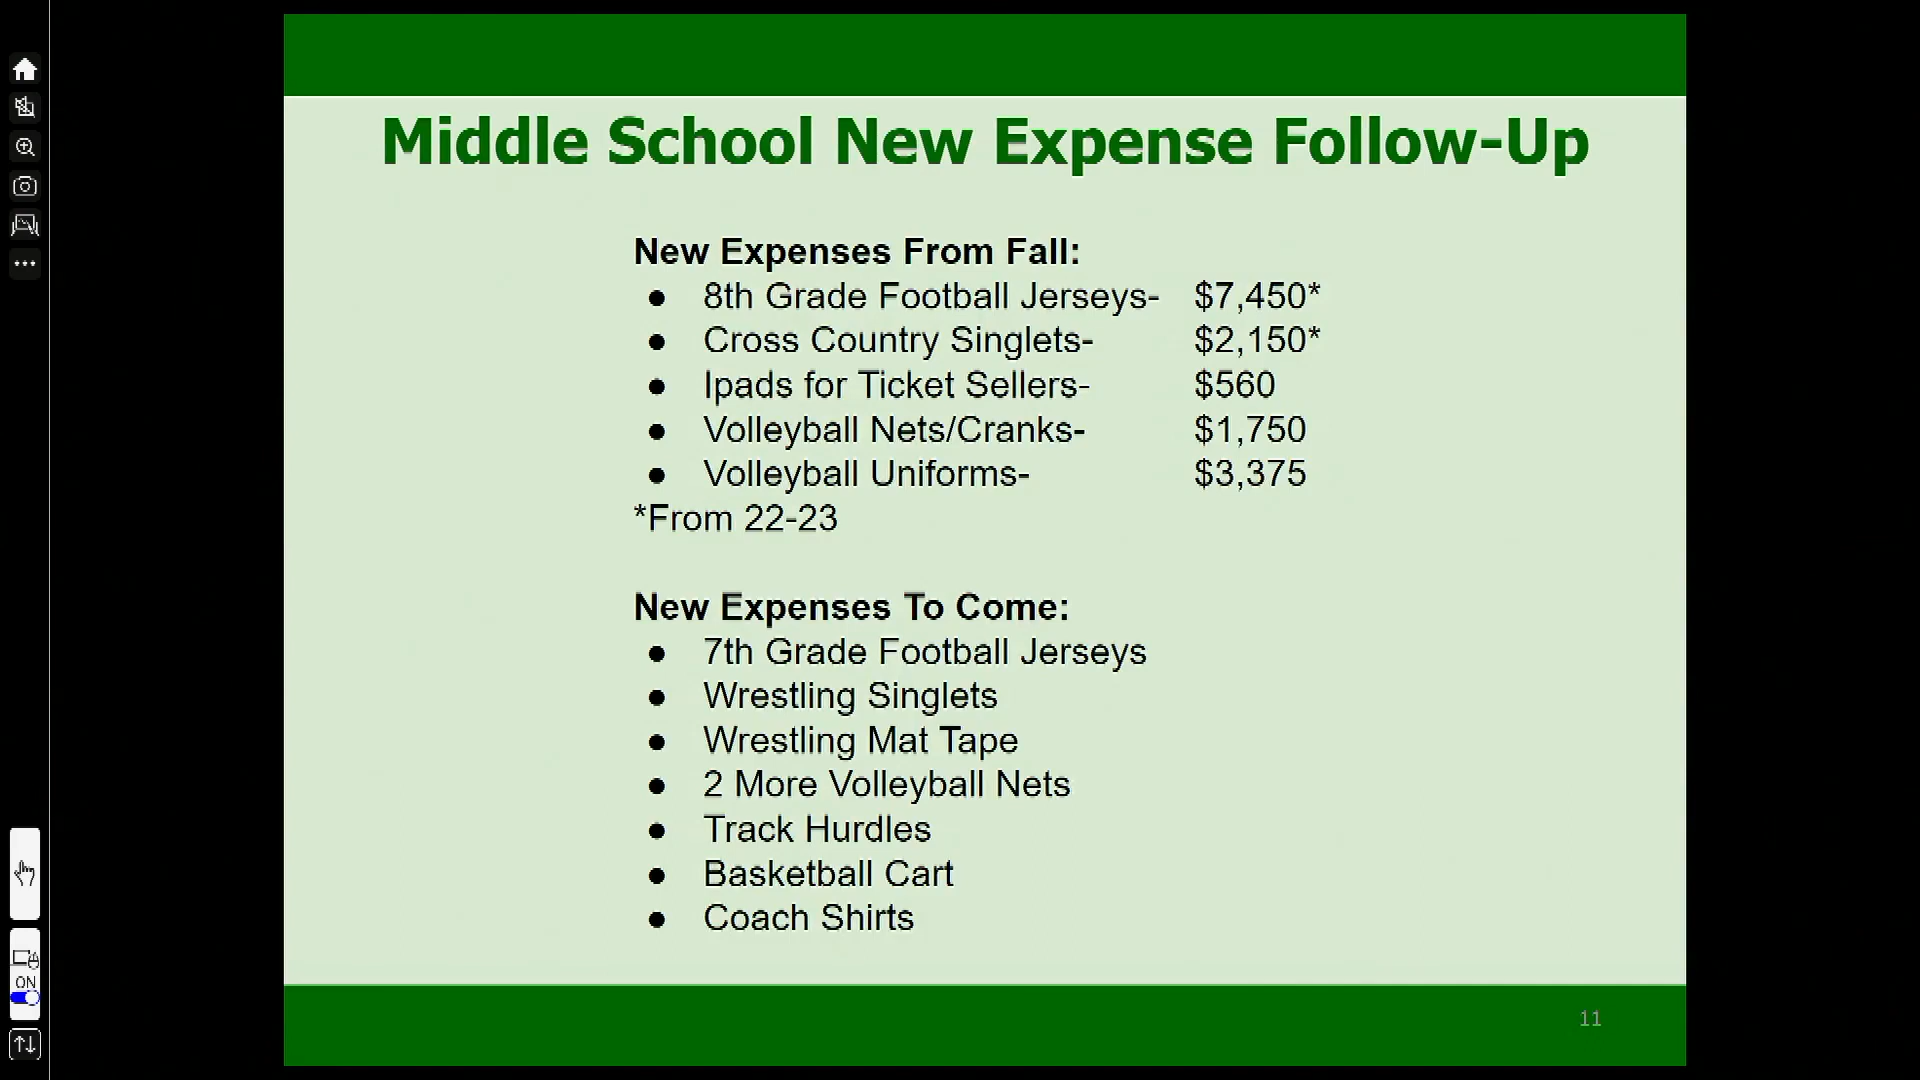 Middle School New Expense Follow-Up
New Expenses From Fall:
● 8th Grade Football Jerseys- $7,450*
● Cross Country Singlets- $2,150*
● Ipads for Ticket Sellers- $560
● Volleyball Nets/Cranks- $1,750
● Volleyball Uniforms- $3,375
*From 22-23
New Expenses To Come:
● 7th Grade Football Jerseys
● Wrestling Singlets
● Wrestling Mat Tape
● 2 More Volleyball Nets
● Track Hurdles
● Basketball Cart
● Coach Shirts
ON
11